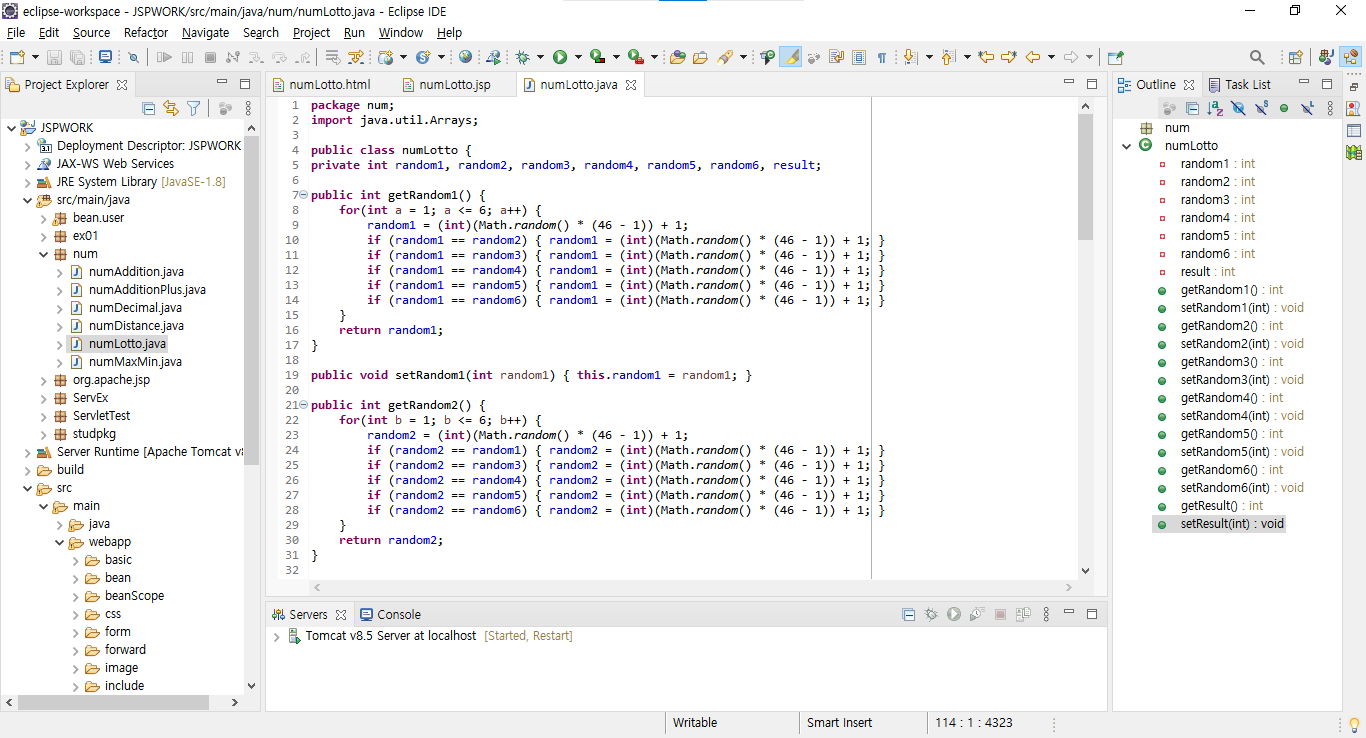 eclipse-workspace - JSPWORK/src/main/java/num/numLotto.java - Eclipse IDE
File Edit Source Refactor Navigate Search Project Run Window Help
Project Explorer
JSPWORK
Deployment Descriptor: JSPWORK
JAX-WS Web Services
JRE System Library [JavaSE-1.8]
src/main/java
bean.user
ex01
num
numAddition.java
numAdditionPlus.java
numDecimal.java
numDistance.java
numLotto.java
numMaxMin.java
org.apache.jsp
ServEx
ServletTest
studpkg
Server Runtime [Apache Tomcat v8
build
src
main
java
webapp
basic
bean
beanScope
css
form
forward
image
include
numLotto.html numLotto.jsp numLotto.java
1 package num;
2 import java.util.Arrays;
3
4 public class numLotto {
5 private int random1, random2, random3, random4, random5, random6, result;
6
7 public int getRandom1() {
8 for(int a = 1; a <= 6; a++) {
9 random1 = (int)(Math.random() * (46 - 1)) + 1;
10 if (random1 == random2) { random1 = (int)(Math.random() * (46 - 1)) + 1; }
11 if (random1 == random3) { random1 = (int)(Math.random() * (46 - 1)) + 1; }
12 if (random1 == random4) { random1 = (int)(Math.random() * (46 - 1)) + 1; }
13 if (random1 == random5) { random1 = (int)(Math.random() * (46 - 1)) + 1; }
14 if (random1 == random6) { random1 = (int)(Math.random() * (46 - 1)) + 1; }
15 }
16 return random1;
17 }
18
19 public void setRandom1(int random1) { this.random1 = random1; }
20
21 public int getRandom2() {
22 for(int b = 1; b <= 6; b++) {
23 random2 = (int)(Math.random() * (46 - 1)) + 1;
24 if (random2 == random1) { random2 = (int)(Math.random() * (46 - 1)) + 1; }
25 if (random2 == random3) { random2 = (int)(Math.random() * (46 - 1)) + 1; }
26 if (random2 == random4) { random2 = (int)(Math.random() * (46 - 1)) + 1; }
27 if (random2 == random5) { random2 = (int)(Math.random() * (46 - 1)) + 1; }
28 if (random2 == random6) { random2 = (int)(Math.random() * (46 - 1)) + 1; }
29 }
30 return random2;
31 }
32
Servers Console
Tomcat v8.5 Server at localhost [Started, Restart]
Outline Task List
num
numLotto
random1 : int
random2 : int
random3 : int
random4 : int
random5 : int
random6 : int
result : int
getRandom1() : int
setRandom1(int) : void
getRandom2() : int
setRandom2(int) : void
getRandom3() : int
setRandom3(int) : void
getRandom4() : int
setRandom4(int) : void
getRandom5() : int
setRandom5(int) : void
getRandom6() : int
setRandom6(int) : void
getResult() : int
setResult(int) : void
Writable Smart Insert 114 : 1 : 4323